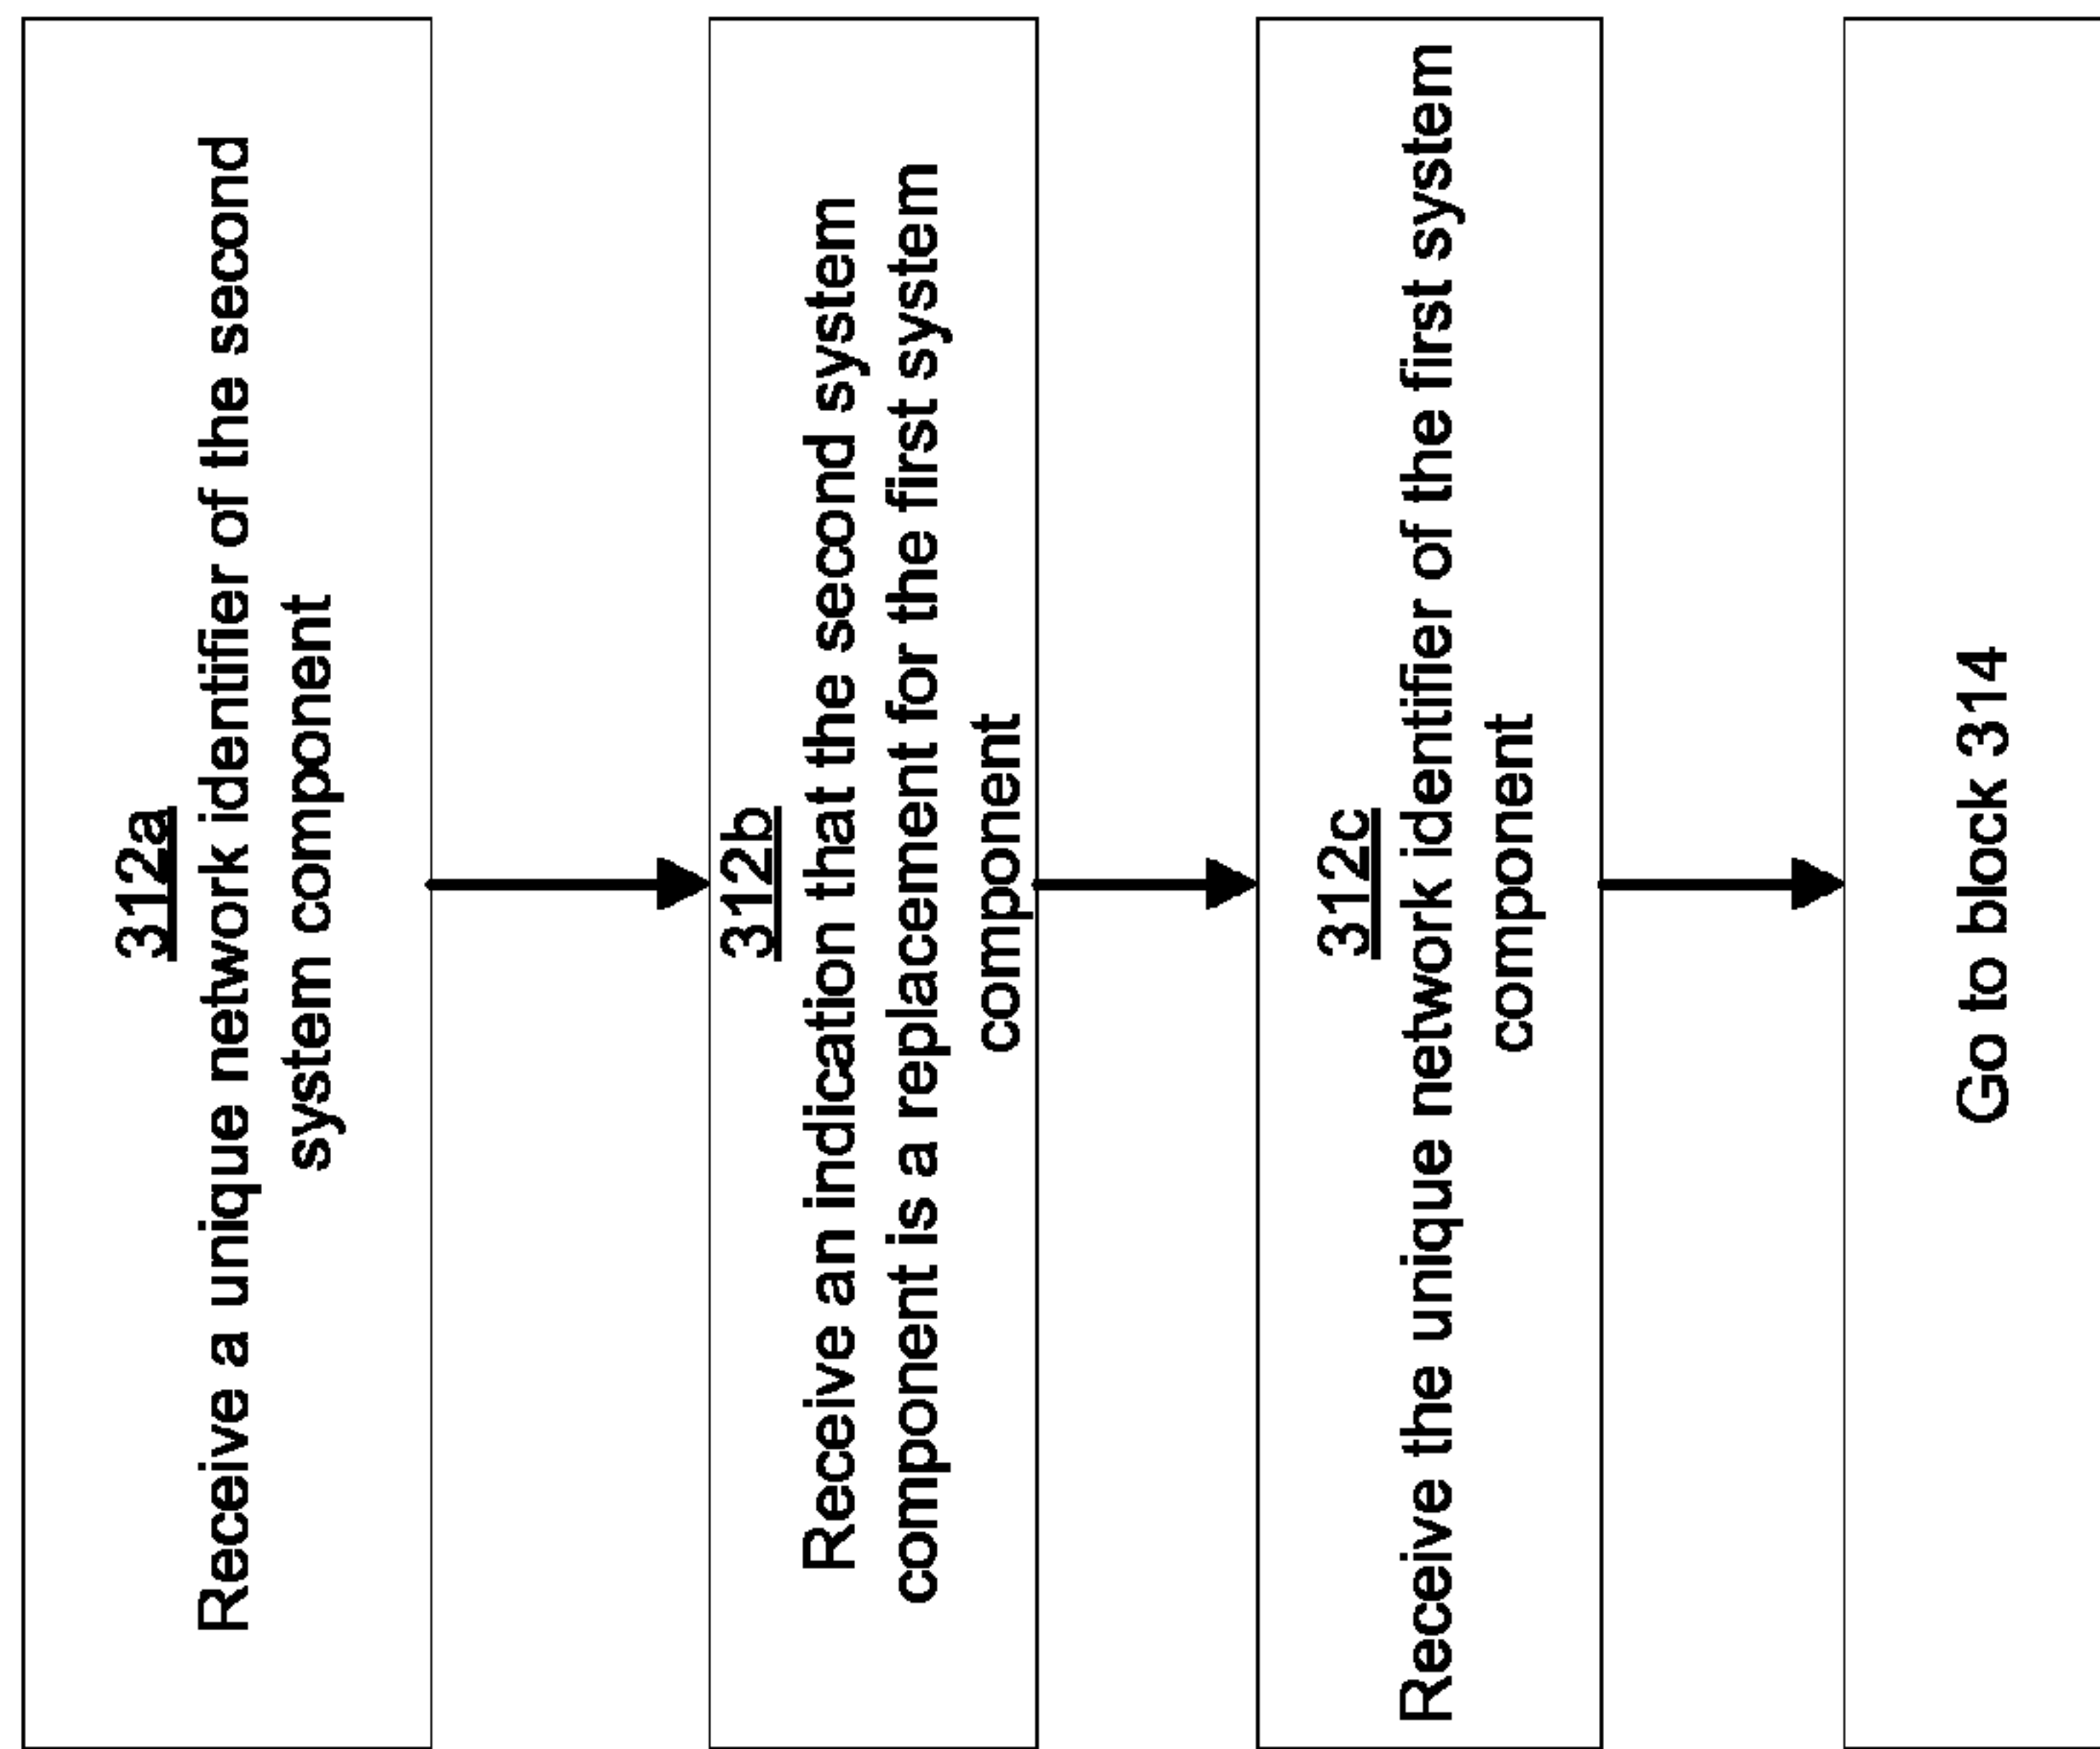 312a
Receive a unique network identifier of the second
system component
312b
Receive an indication that the second system
component is a replacement for the first system
component
312c
Receive the unique network identifier of the first system
component
Go to block 314